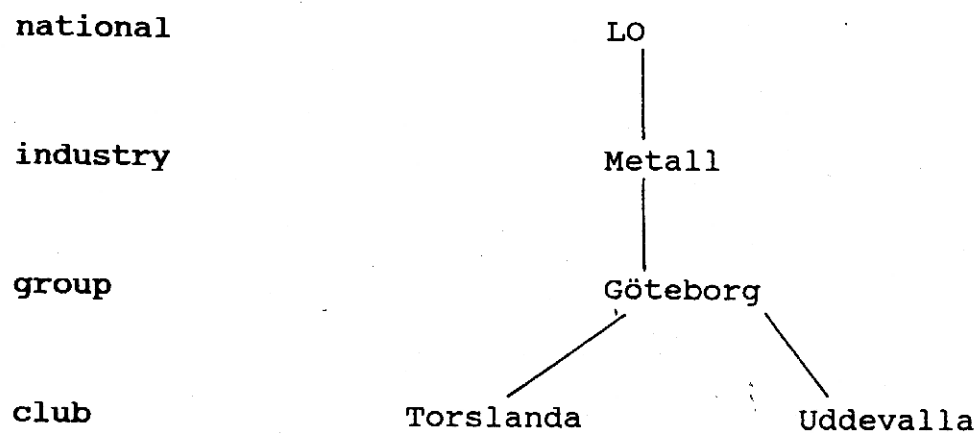 national LO
industry Metall
group Göteborg
club Torslanda Uddevalla